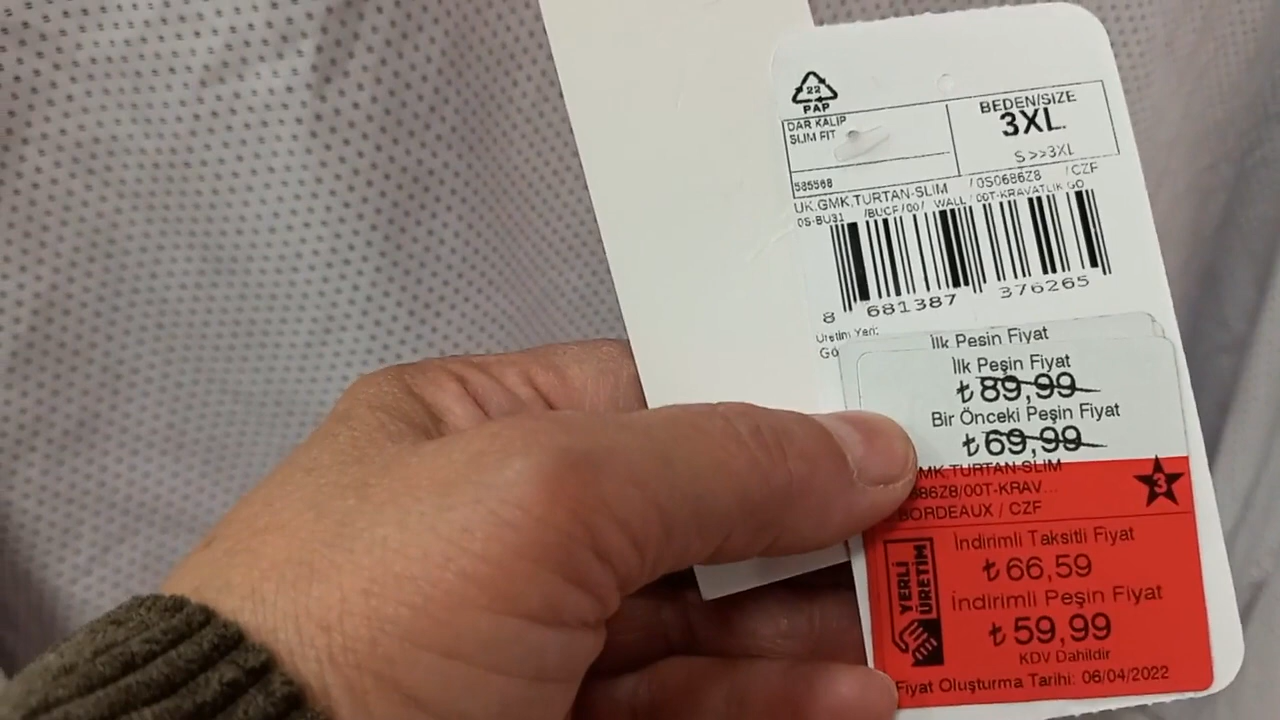 22
PAP
DAR KALIP
SLIM FIT
BEDEN/SIZE
3XL
S >>3XL
585568
UK.GMK.TURTAN-SLIM /0S0686Z8 /CZF
0S-BU31 /BUCF/00/ WALL /00T-KRAVATLIK GO
8 681387 376265
Üretim Yeri:
İlk Peşin Fiyat
İlk Peşin Fiyat
₺89,99
Bir Önceki Peşin Fiyat
₺69,99
MK.TURTAN-SLIM
686Z8/00T-KRAV...
BORDEAUX / CZF
3
YERLİ
ÜRETİM
İndirimli Taksitli Fiyat
₺66,59
İndirimli Peşin Fiyat
₺59,99
KDV Dahildir
Fiyat Oluşturma Tarihi: 06/04/2022